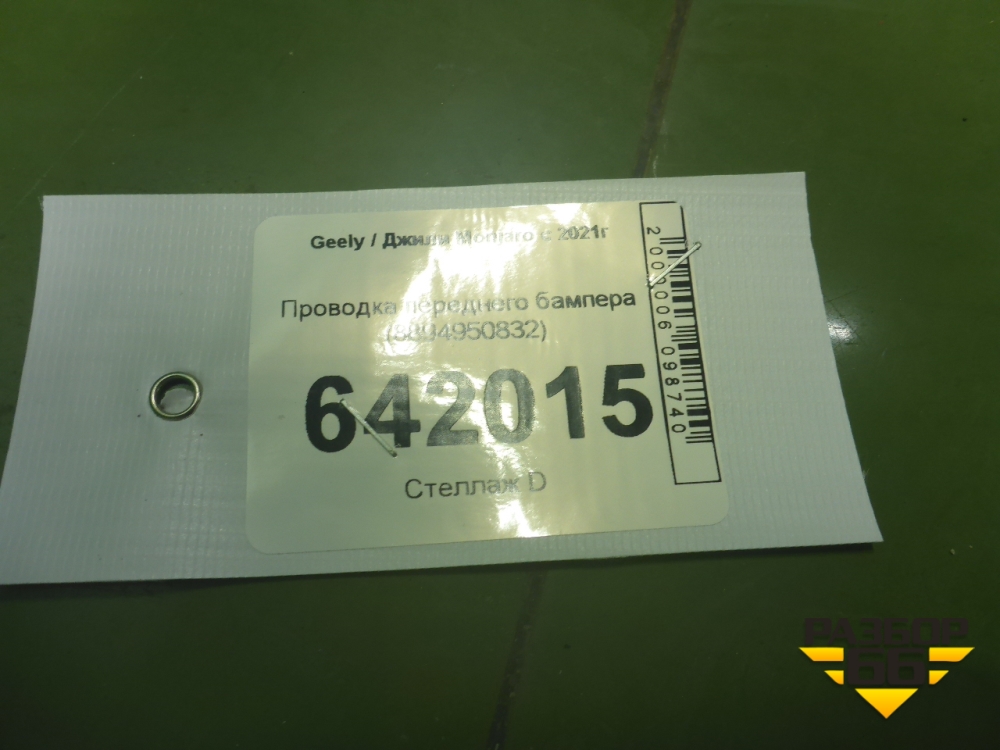 Geely / Джили Monjaro с 2021г
Проводка переднего бампера
(8894950832)
642015
Стеллаж D
2000006098740
РАЗБОР
66